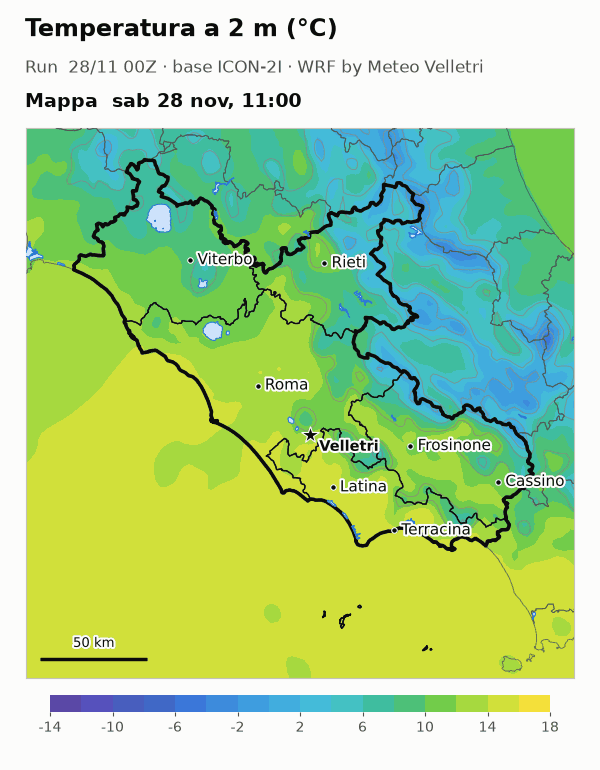 Temperatura a 2 m (°C)
Run  28/11 00Z · base ICON-2I · WRF by Meteo Velletri
Mappa  sab 28 nov, 11:00
Viterbo
Rieti
Roma
Velletri
Frosinone
Latina
Cassino
Terracina
50 km
-14 -10 -6 -2 2 6 10 14 18